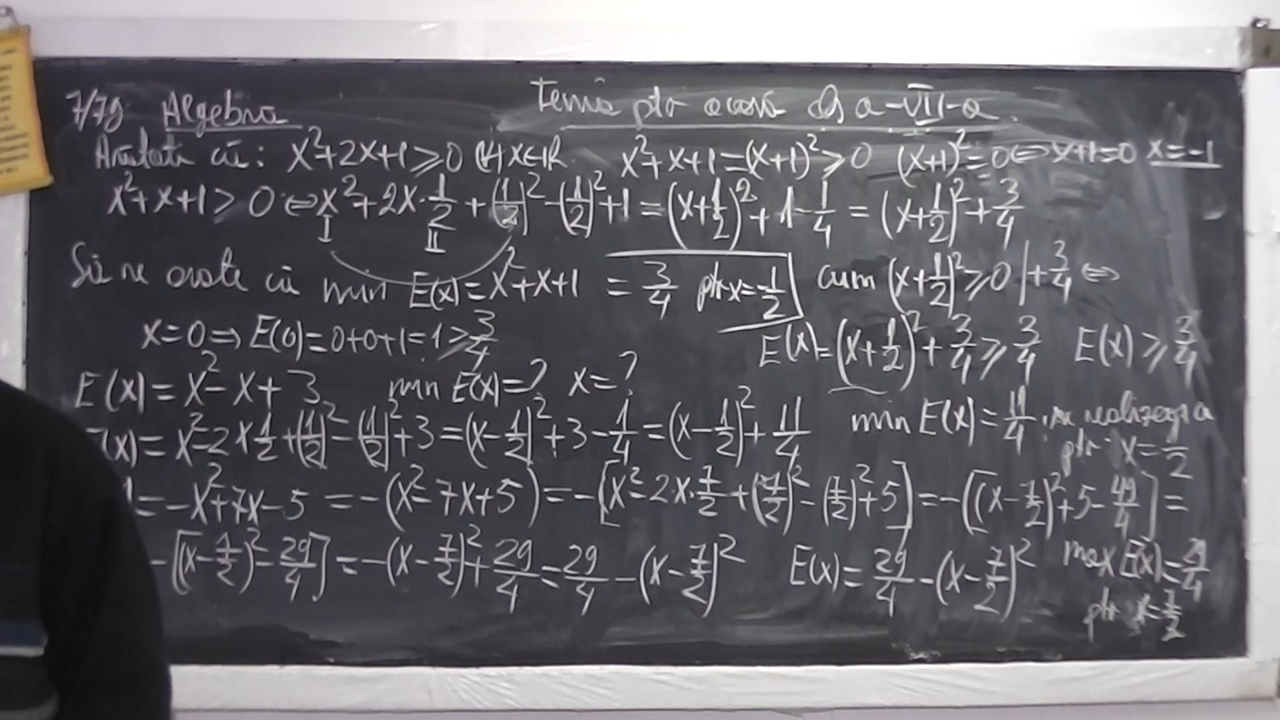 7/79 Algebra Temă ptr acasă cls a-VII-a.
Arătați că: x²+2x+1⩾0 (∀)x∈ℝ. x²+x+1=(x+1)²⩾0 (x+1)²=0⇔x+1=0 x=-1
x²+x+1⩾0⇔x²+2x·1/2+(1/2)²-(1/2)²+1=(x+1/2)²+1-1/4=(x+1/2)²+3/4
I II
Să se arate că min E(x)=x²+x+1=3/4 ptr x=-1/2 cum (x+1/2)²⩾0|+3/4⇔
x=0⇒E(0)=0+0+1=1⩾3/4 E(x)=(x+1/2)²+3/4⩾3/4 E(x)⩾3/4
E(x)=x²-x+3 min E(x)=? x=?
(x)=x²-2x1/2+(1/2)²-(1/2)²+3=(x-1/2)²+3-1/4=(x-1/2)²+11/4 min E(x)=11/4 se realizează
ptr x=1/2
=-x²+7x-5=-(x²-7x+5)=-[x²-2x·7/2+(7/2)²-(7/2)²+5]=-[(x-7/2)²+5-49/4]=
-[(x-7/2)²-29/4]=-(x-7/2)²+29/4=29/4-(x-7/2)² E(x)=29/4-(x-7/2)² max E(x)=29/4
ptr x=7/2